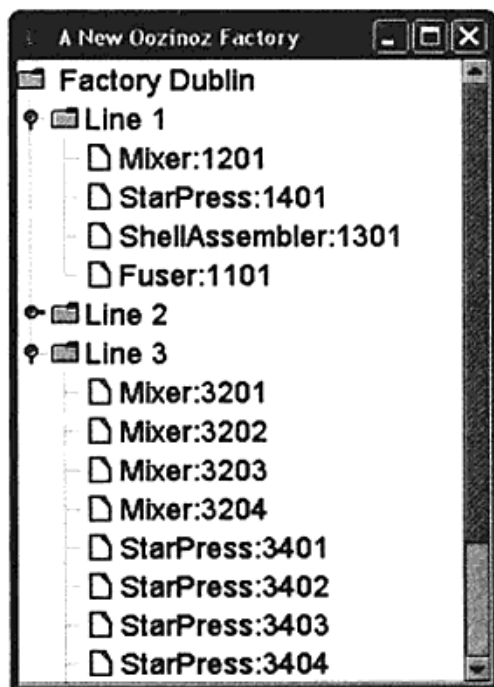 A New Oozinoz Factory
Factory Dublin
Line 1
Mixer:1201
StarPress:1401
ShellAssembler:1301
Fuser:1101
Line 2
Line 3
Mixer:3201
Mixer:3202
Mixer:3203
Mixer:3204
StarPress:3401
StarPress:3402
StarPress:3403
StarPress:3404